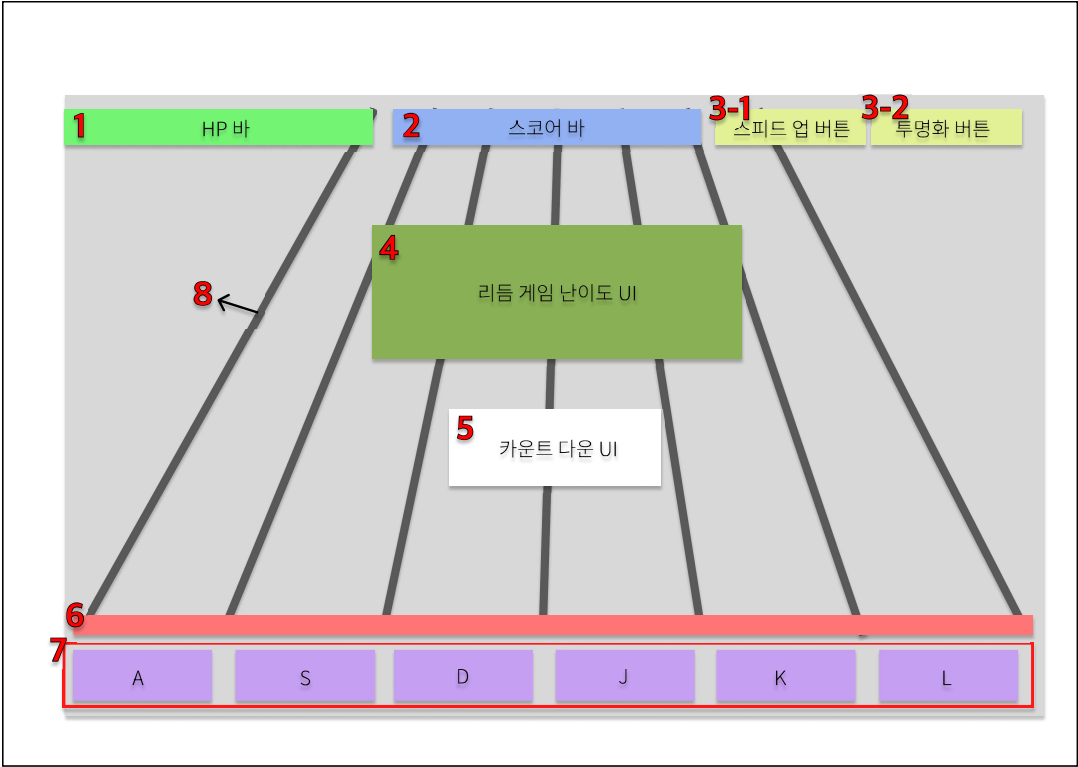 1
HP 바
2
스코어 바
3-1
스피드 업 버튼
3-2
투명화 버튼
4
리듬 게임 난이도 UI
8
5
카운트 다운 UI
6
7
A
S
D
J
K
L